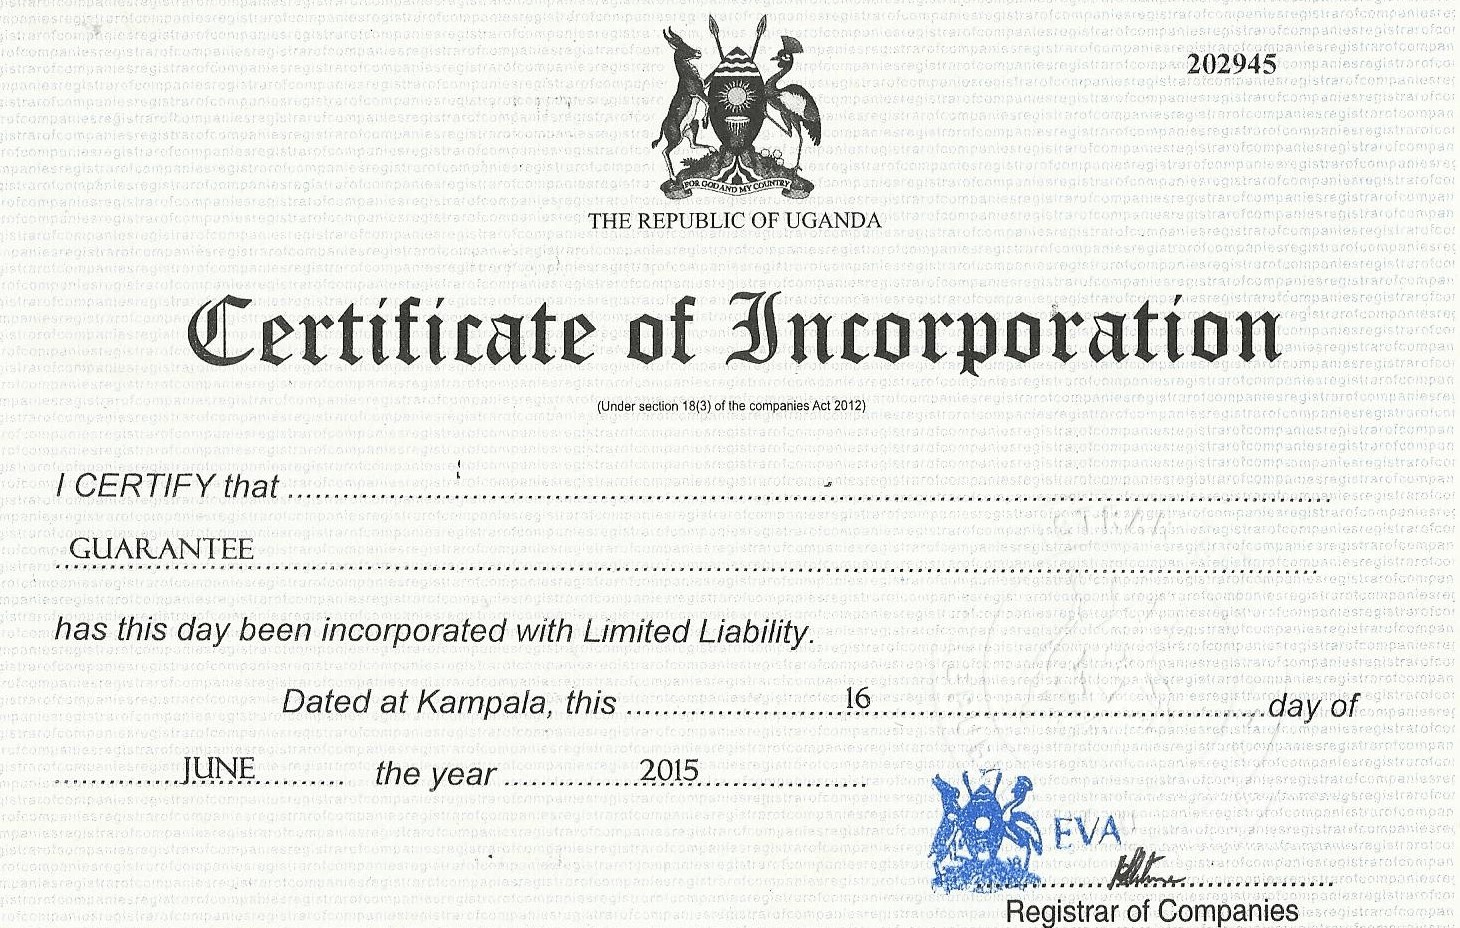 202945
FOR GOD AND MY COUNTRY
THE REPUBLIC OF UGANDA
Certificate of Incorporation
(Under section 18(3) of the companies Act 2012)
I CERTIFY that
GUARANTEE
has this day been incorporated with Limited Liability.
Dated at Kampala, this 16 day of
JUNE the year 2015
EVA
Registrar of Companies